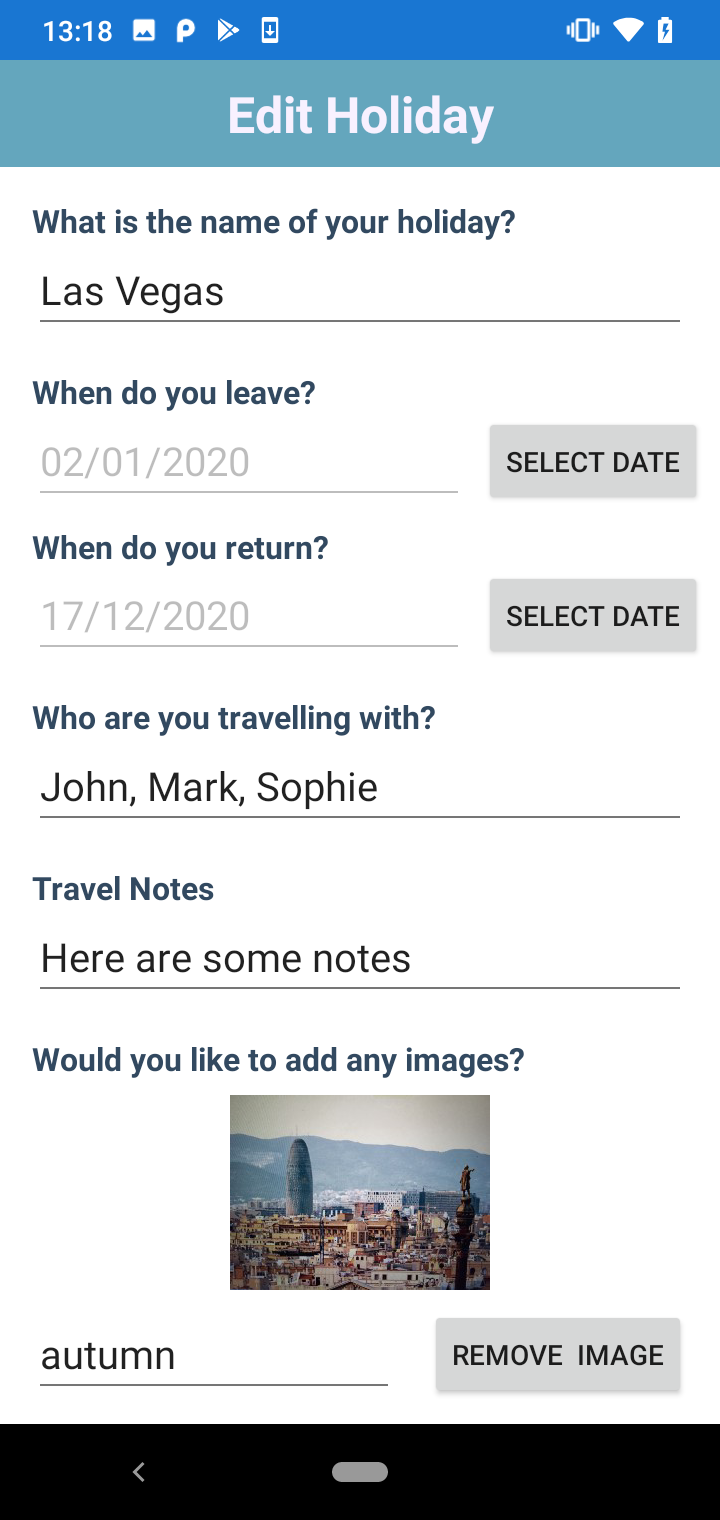 13:18
Edit Holiday
What is the name of your holiday?
Las Vegas
When do you leave?
02/01/2020 SELECT DATE
When do you return?
17/12/2020 SELECT DATE
Who are you travelling with?
John, Mark, Sophie
Travel Notes
Here are some notes
Would you like to add any images?
autumn REMOVE IMAGE